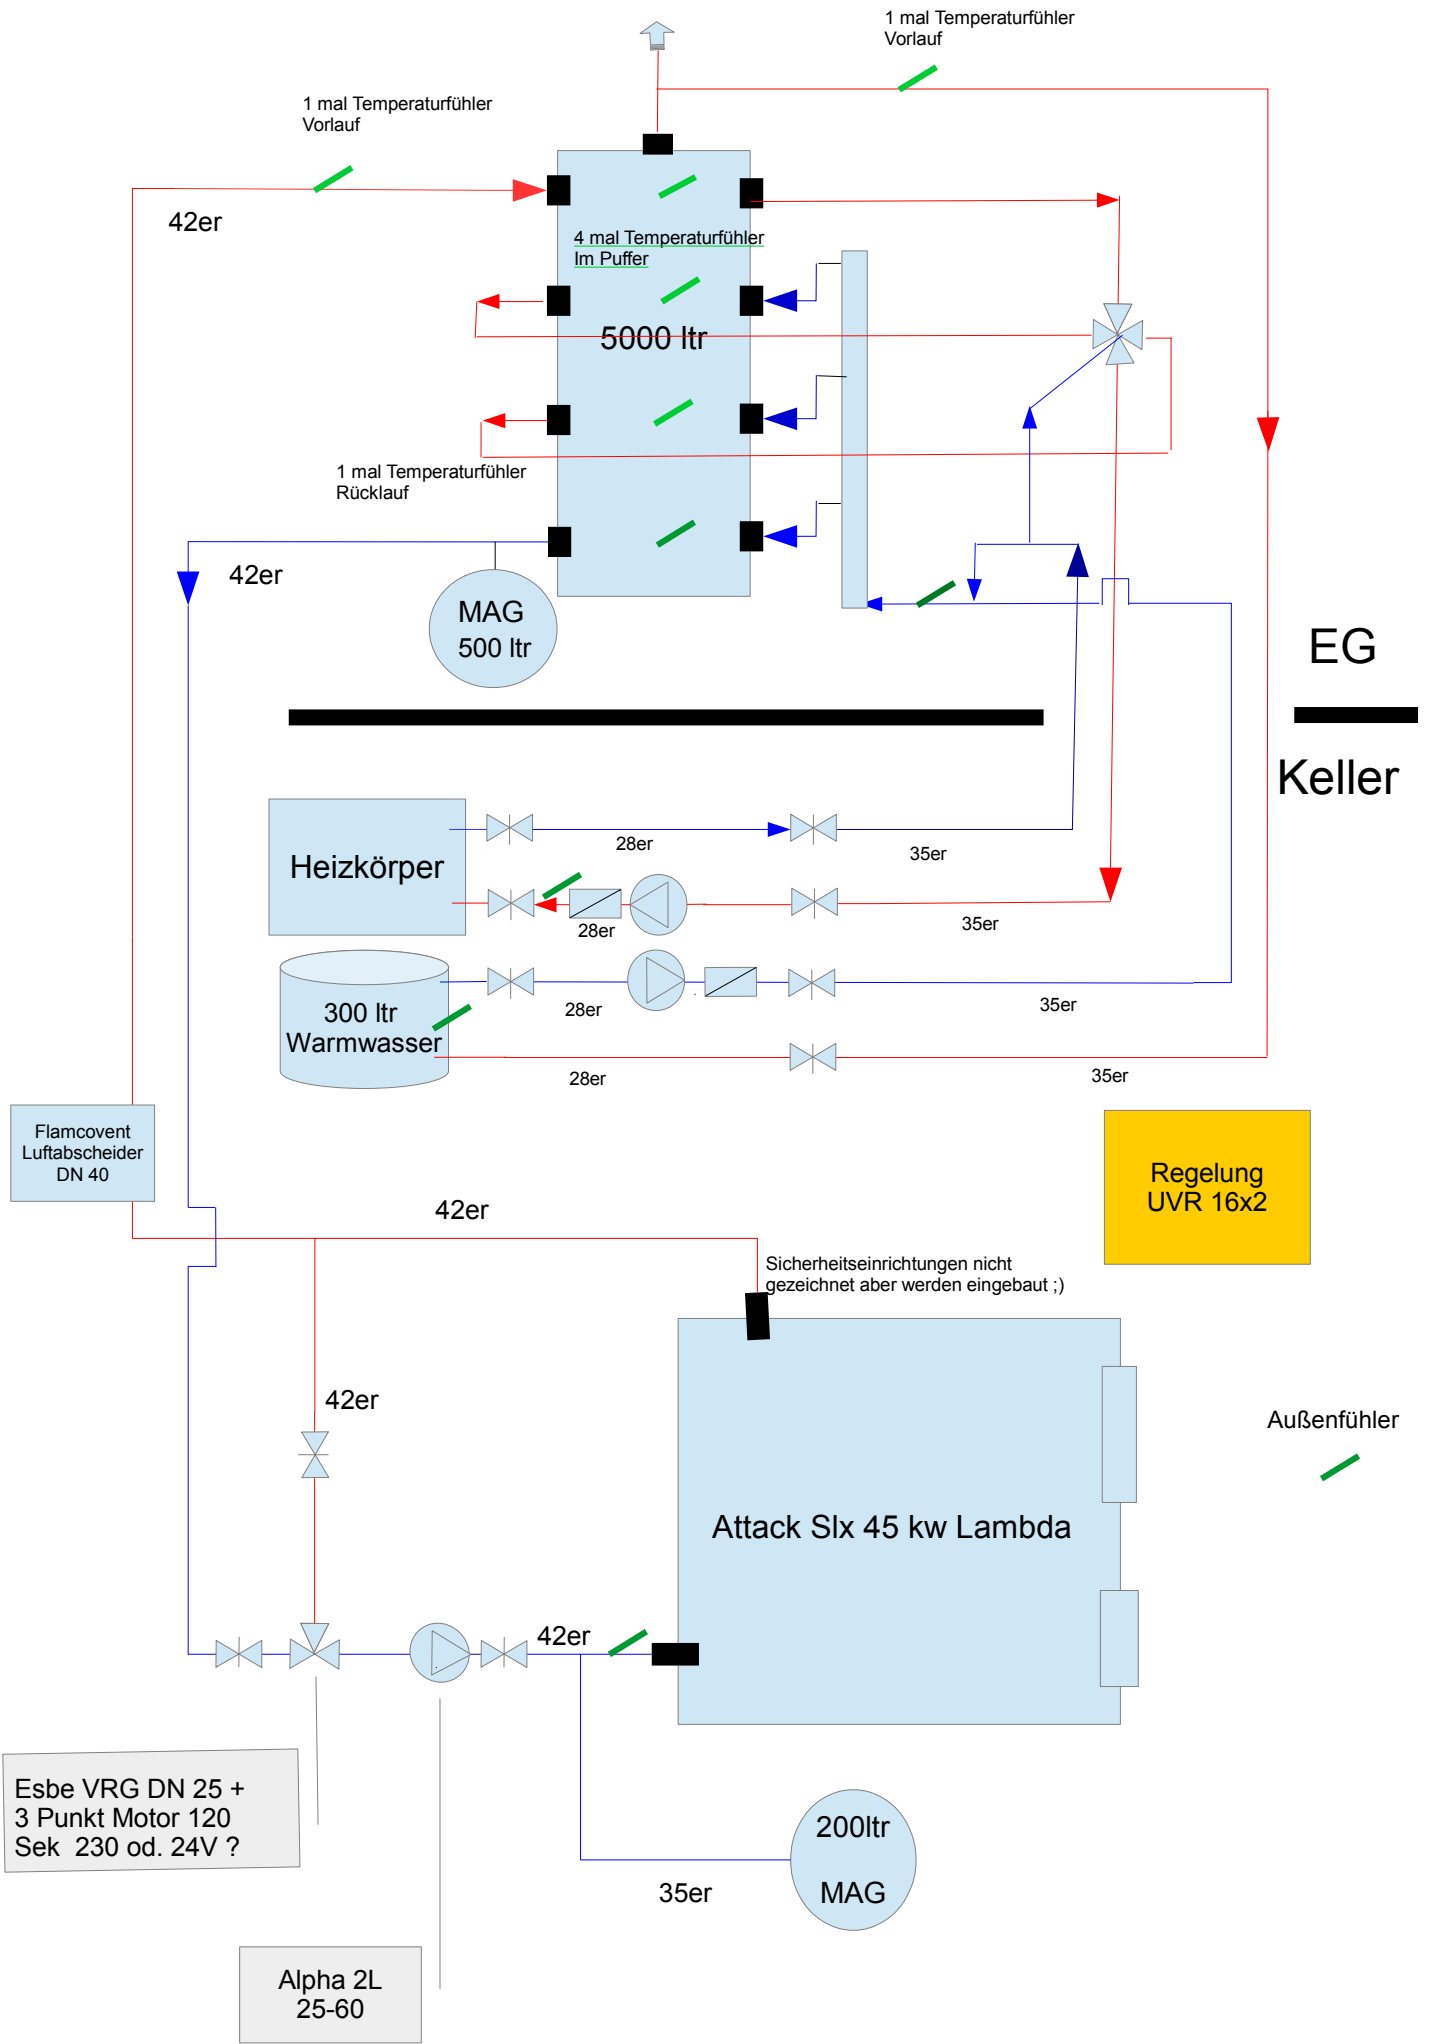 1 mal Temperaturfühler
Vorlauf
1 mal Temperaturfühler
Vorlauf
42er
4 mal Temperaturfühler
Im Puffer
5000 ltr
1 mal Temperaturfühler
Rücklauf
42er
MAG
500 ltr
EG
Keller
Heizkörper
28er
35er
28er
35er
300 ltr
Warmwasser
28er
35er
28er
35er
Flamcovent
Luftabscheider
DN 40
Regelung
UVR 16x2
42er
Sicherheitseinrichtungen nicht
gezeichnet aber werden eingebaut ;)
42er
Außenfühler
Attack Slx 45 kw Lambda
42er
Esbe VRG DN 25 +
3 Punkt Motor 120
Sek  230 od. 24V ?
200ltr
MAG
35er
Alpha 2L
25-60